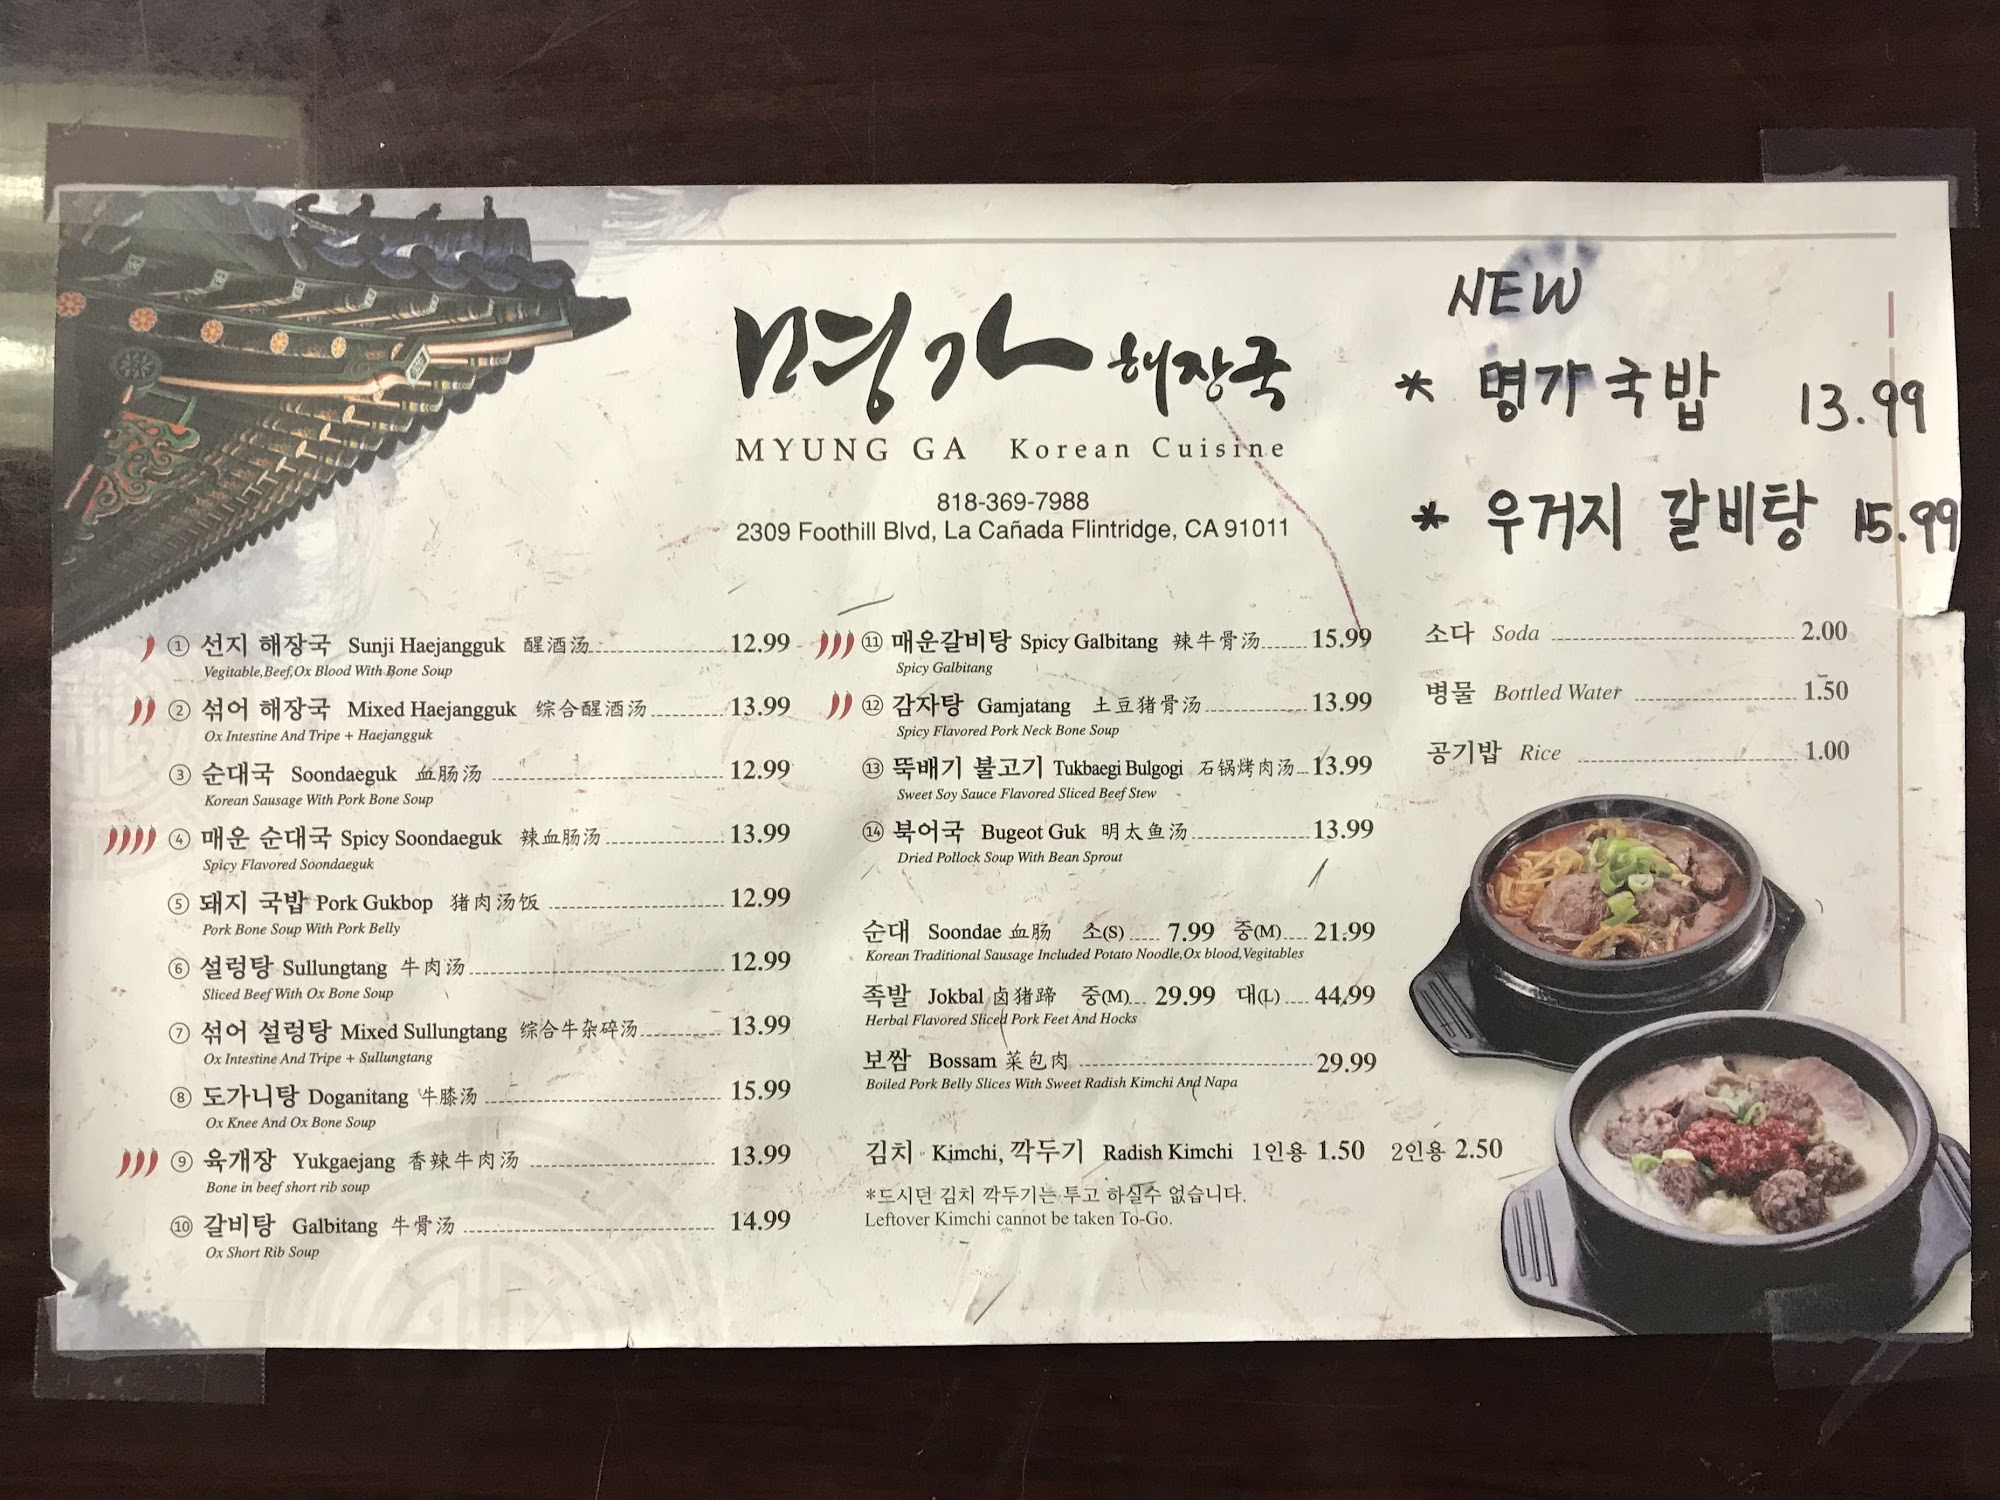 명가 해장국
MYUNG GA Korean Cuisine
818-369-7988
2309 Foothill Blvd, La Cañada Flintridge, CA 91011
NEW
* 명가 국밥 13.99
* 우거지 갈비탕 15.99
① 선지 해장국 Sunji Haejangguk 醒酒汤 12.99
Vegitable,Beef,Ox Blood With Bone Soup
② 섞어 해장국 Mixed Haejangguk 综合醒酒汤 13.99
Ox Intestine And Tripe + Haejangguk
③ 순대국 Soondaeguk 血肠汤 12.99
Korean Sausage With Pork Bone Soup
④ 매운 순대국 Spicy Soondaeguk 辣血肠汤 13.99
Spicy Flavored Soondaeguk
⑤ 돼지 국밥 Pork Gukbop 猪肉汤饭 12.99
Pork Bone Soup With Pork Belly
⑥ 설렁탕 Sullungtang 牛肉汤 12.99
Sliced Beef With Ox Bone Soup
⑦ 섞어 설렁탕 Mixed Sullungtang 综合牛杂碎汤 13.99
Ox Intestine And Tripe + Sullungtang
⑧ 도가니탕 Doganitang 牛膝汤 15.99
Ox Knee And Ox Bone Soup
⑨ 육개장 Yukgaejang 香辣牛肉汤 13.99
Bone in beef short rib soup
⑩ 갈비탕 Galbitang 牛骨汤 14.99
Ox Short Rib Soup
⑪ 매운갈비탕 Spicy Galbitang 辣牛骨汤 15.99
Spicy Galbitang
⑫ 감자탕 Gamjatang 土豆猪骨汤 13.99
Spicy Flavored Pork Neck Bone Soup
⑬ 뚝배기 불고기 Tukbaegi Bulgogi 石锅烤肉汤 13.99
Sweet Soy Sauce Flavored Sliced Beef Stew
⑭ 북어국 Bugeot Guk 明太鱼汤 13.99
Dried Pollock Soup With Bean Sprout
순대 Soondae 血肠 소(S) 7.99 중(M) 21.99
Korean Traditional Sausage Included Potato Noodle,Ox blood,Vegitables
족발 Jokbal 卤猪蹄 중(M) 29.99 대(L) 44.99
Herbal Flavored Sliced Pork Feet And Hocks
보쌈 Bossam 菜包肉 29.99
Boiled Pork Belly Slices With Sweet Radish Kimchi And Napa
김치 Kimchi, 깍두기 Radish Kimchi 1인용 1.50 2인용 2.50
*드시던 김치 깍두기는 투고 하실수 없습니다.
Leftover Kimchi cannot be taken To-Go.
소다 Soda 2.00
병물 Bottled Water 1.50
공기밥 Rice 1.00